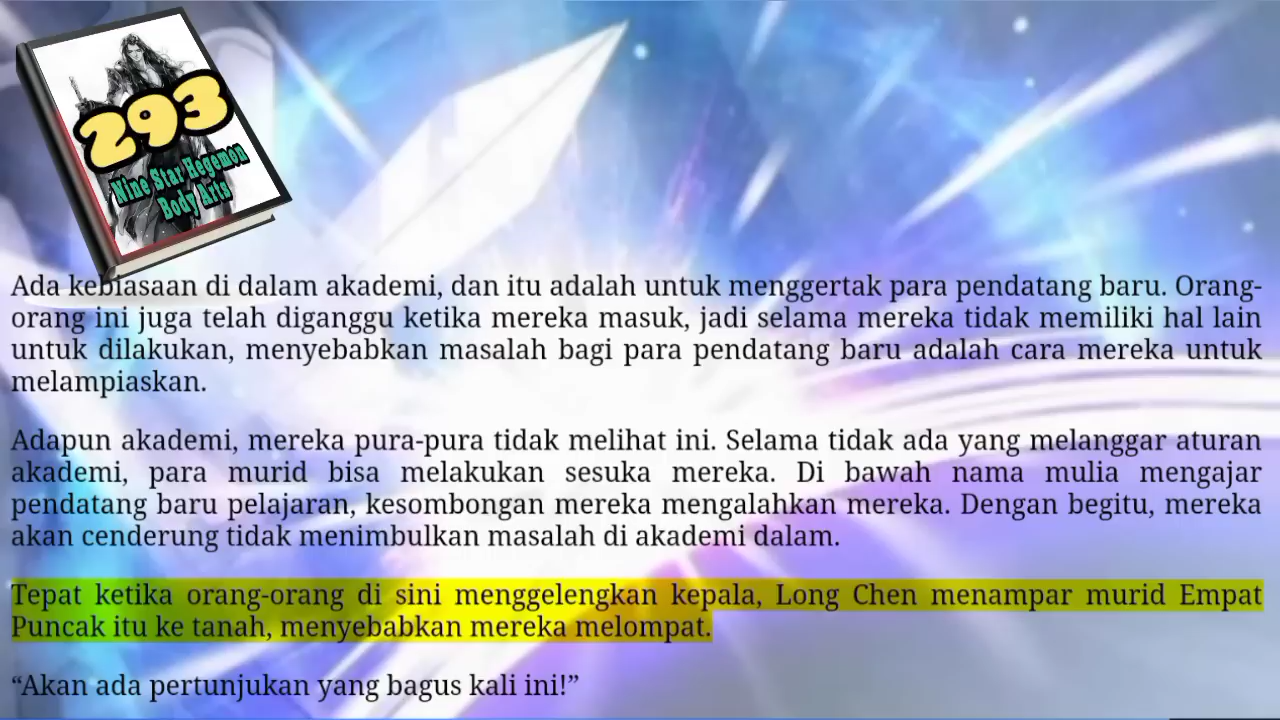 293
Nine Star Hegemon
Body Arts
Ada kebiasaan di dalam akademi, dan itu adalah untuk menggertak para pendatang baru. Orang-
orang ini juga telah diganggu ketika mereka masuk, jadi selama mereka tidak memiliki hal lain
untuk dilakukan, menyebabkan masalah bagi para pendatang baru adalah cara mereka untuk
melampiaskan.
Adapun akademi, mereka pura-pura tidak melihat ini. Selama tidak ada yang melanggar aturan
akademi, para murid bisa melakukan sesuka mereka. Di bawah nama mulia mengajar
pendatang baru pelajaran, kesombongan mereka mengalahkan mereka. Dengan begitu, mereka
akan cenderung tidak menimbulkan masalah di akademi dalam.
Tepat ketika orang-orang di sini menggelengkan kepala, Long Chen menampar murid Empat
Puncak itu ke tanah, menyebabkan mereka melompat.
“Akan ada pertunjukan yang bagus kali ini!”